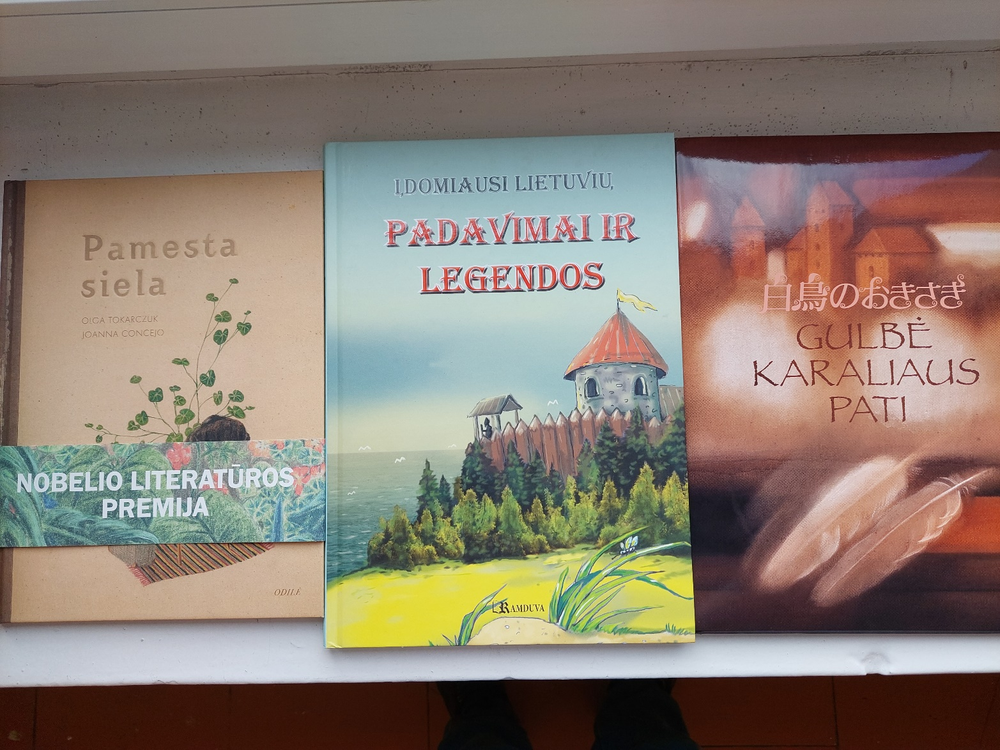 Pamesta
siela
OLGA TOKARCZUK
JOANNA CONCEJO
NOBELIO LITERATŪROS
PREMIJA
ODILĖ
ĮDOMIAUSI LIETUVIŲ
PADAVIMAI IR
LEGENDOS
RAMDUVA
白鳥のおきさき
GULBĖ
KARALIAUS
PATI